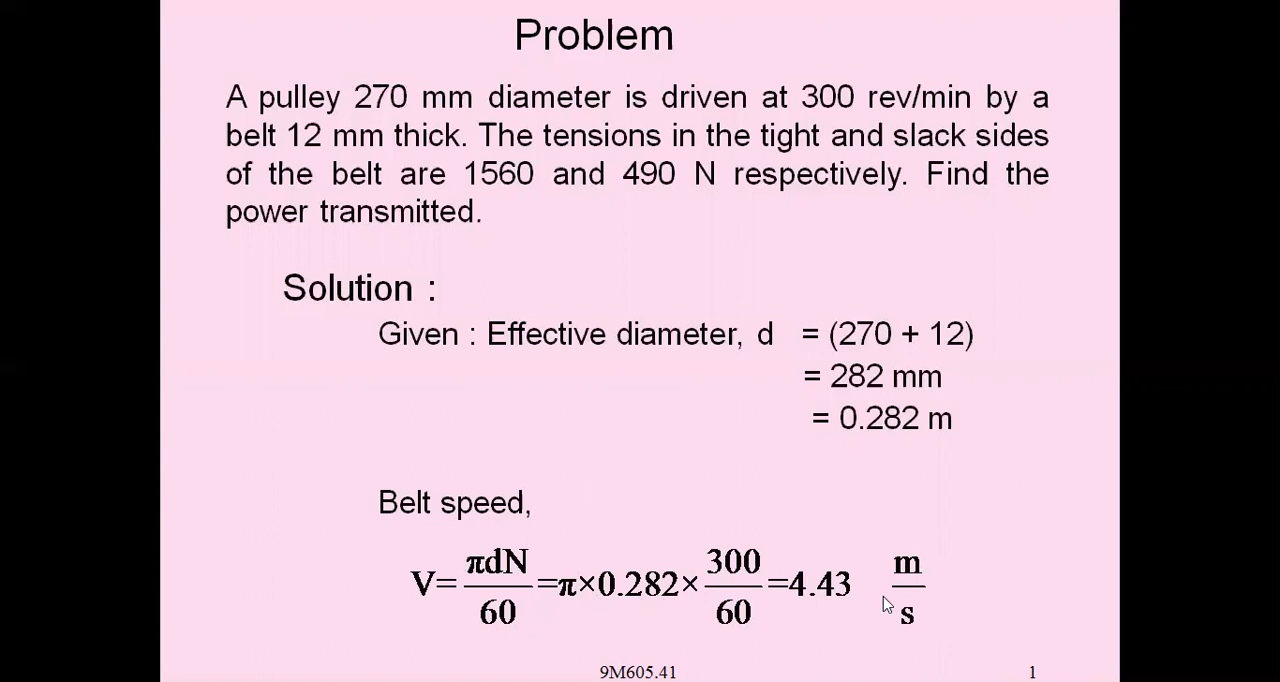 Problem
A pulley 270 mm diameter is driven at 300 rev/min by a
belt 12 mm thick. The tensions in the tight and slack sides
of the belt are 1560 and 490 N respectively. Find the
power transmitted.
Solution :
Given : Effective diameter, d = (270 + 12)
= 282 mm
= 0.282 m
Belt speed,
V=πdN/60=π×0.282×300/60=4.43 m/s
9M605.41 1